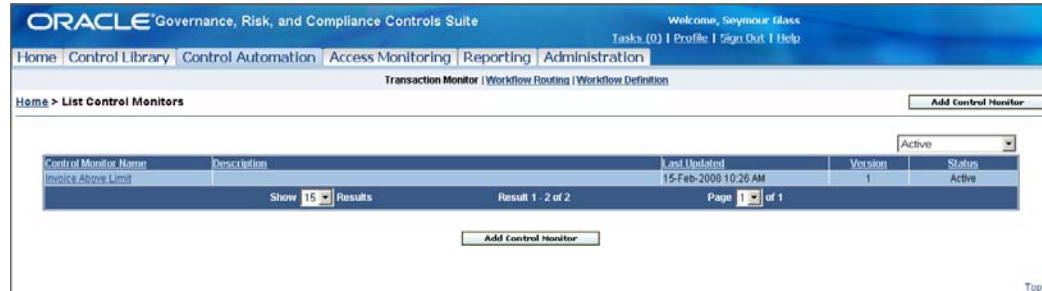 ORACLE Governance, Risk, and Compliance Controls Suite
Welcome, Seymour Glass
Tasks (0) | Profile | Sign Out | Help
Home Control Library Control Automation Access Monitoring Reporting Administration
Transaction Monitor | Workflow Routing | Workflow Definition
Home > List Control Monitors
Add Control Monitor
Active
Control Monitor Name Description Last Updated Version Status
Invoice Above Limit 15-Feb-2008 10:26 AM 1 Active
Show 15 Results Result 1 - 2 of 2 Page 1 of 1
Add Control Monitor
Top